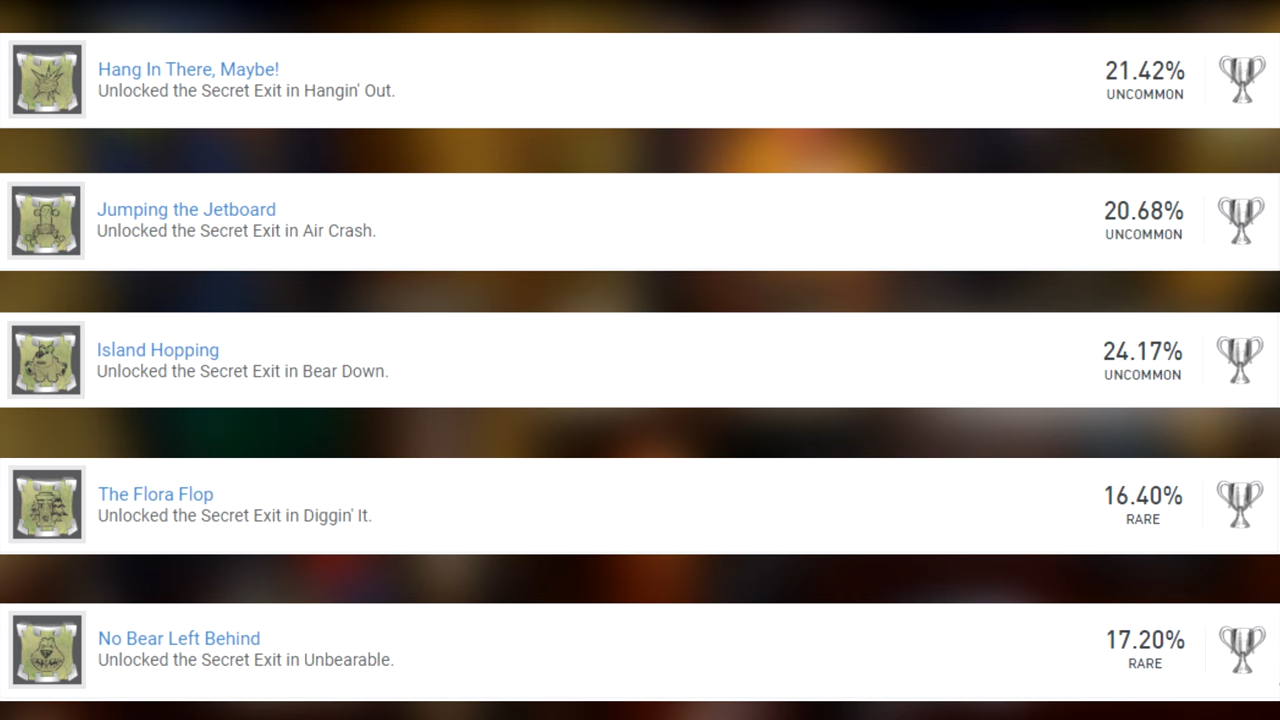 Hang In There, Maybe!
Unlocked the Secret Exit in Hangin' Out.
21.42%
UNCOMMON
Jumping the Jetboard
Unlocked the Secret Exit in Air Crash.
20.68%
UNCOMMON
Island Hopping
Unlocked the Secret Exit in Bear Down.
24.17%
UNCOMMON
The Flora Flop
Unlocked the Secret Exit in Diggin' It.
16.40%
RARE
No Bear Left Behind
Unlocked the Secret Exit in Unbearable.
17.20%
RARE